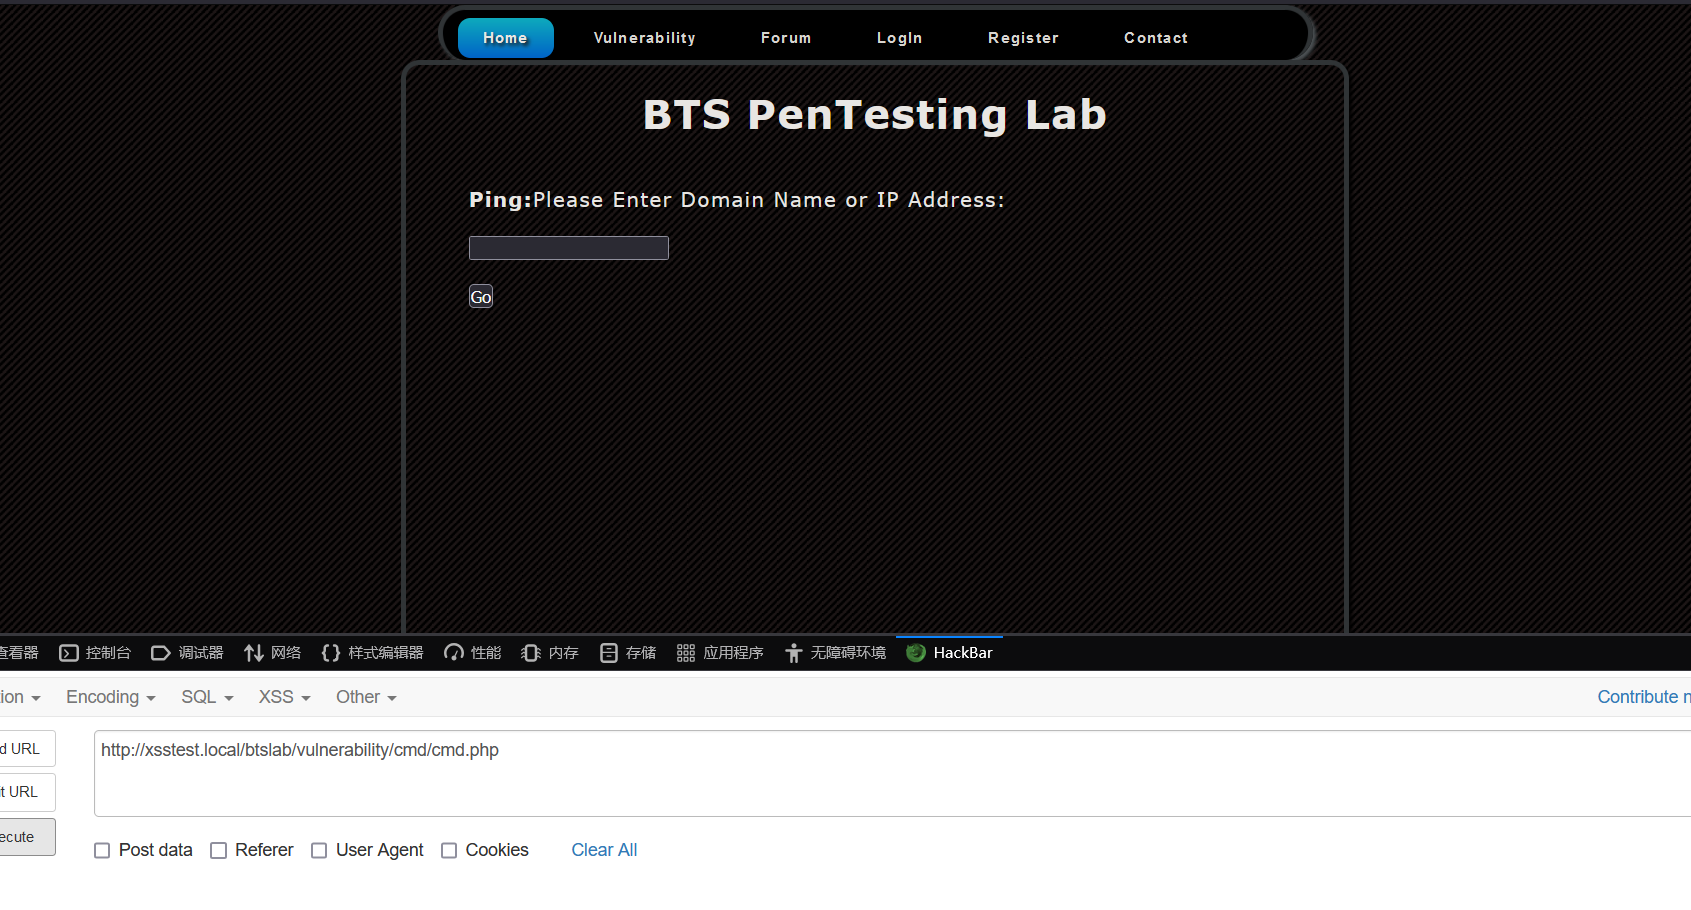 Home Vulnerability Forum LogIn Register Contact
BTS PenTesting Lab
Ping:Please Enter Domain Name or IP Address:
Go
查看器 控制台 调试器 网络 样式编辑器 性能 内存 存储 应用程序 无障碍环境 HackBar
ion Encoding SQL XSS Other Contribute n
d URL
http://xsstest.local/btslab/vulnerability/cmd/cmd.php
t URL
ecute
Post data Referer User Agent Cookies Clear All